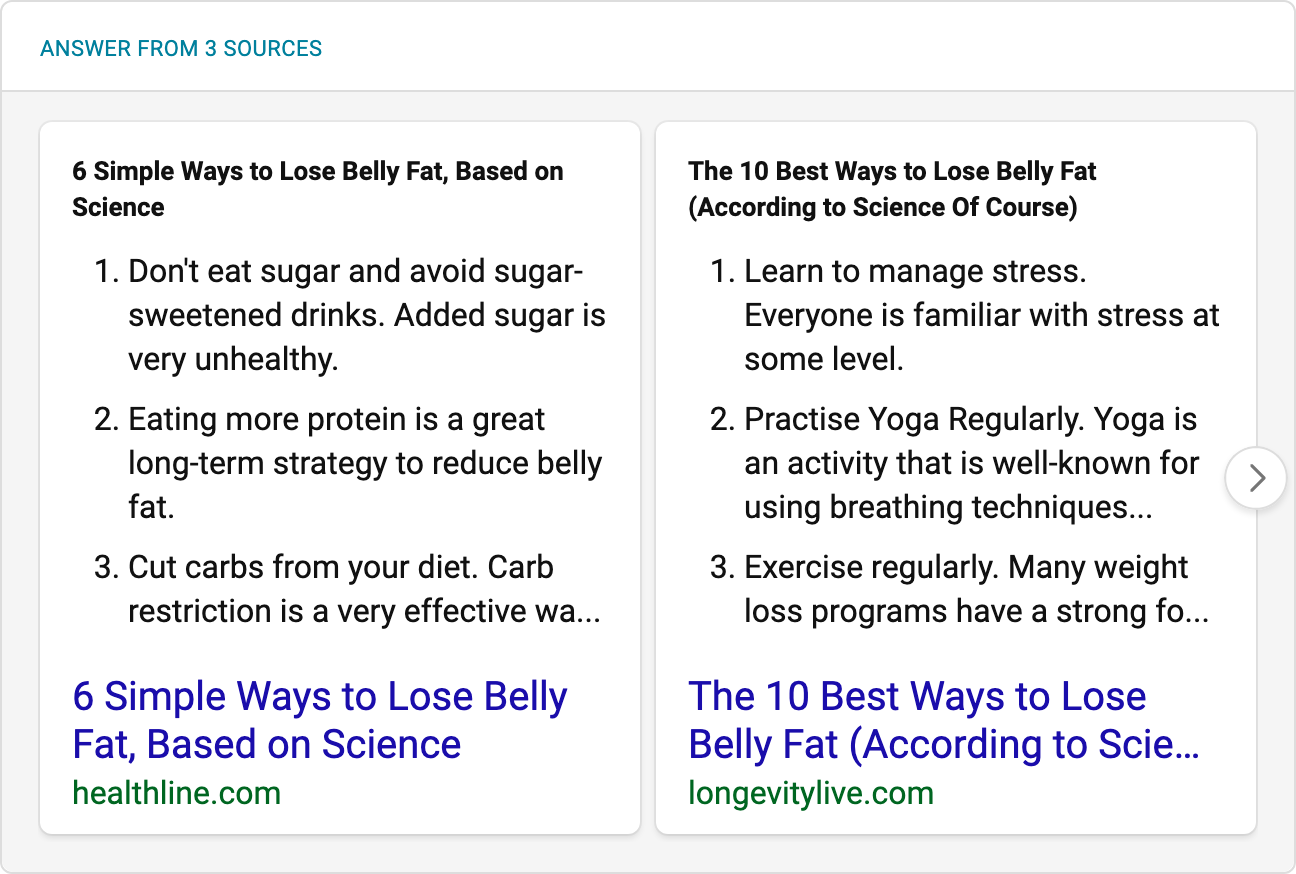 ANSWER FROM 3 SOURCES
6 Simple Ways to Lose Belly Fat, Based on
Science
1. Don't eat sugar and avoid sugar-
sweetened drinks. Added sugar is
very unhealthy.
2. Eating more protein is a great
long-term strategy to reduce belly
fat.
3. Cut carbs from your diet. Carb
restriction is a very effective wa...
6 Simple Ways to Lose Belly
Fat, Based on Science
healthline.com
The 10 Best Ways to Lose Belly Fat
(According to Science Of Course)
1. Learn to manage stress.
Everyone is familiar with stress at
some level.
2. Practise Yoga Regularly. Yoga is
an activity that is well-known for
using breathing techniques...
3. Exercise regularly. Many weight
loss programs have a strong fo...
The 10 Best Ways to Lose
Belly Fat (According to Scie...
longevitylive.com